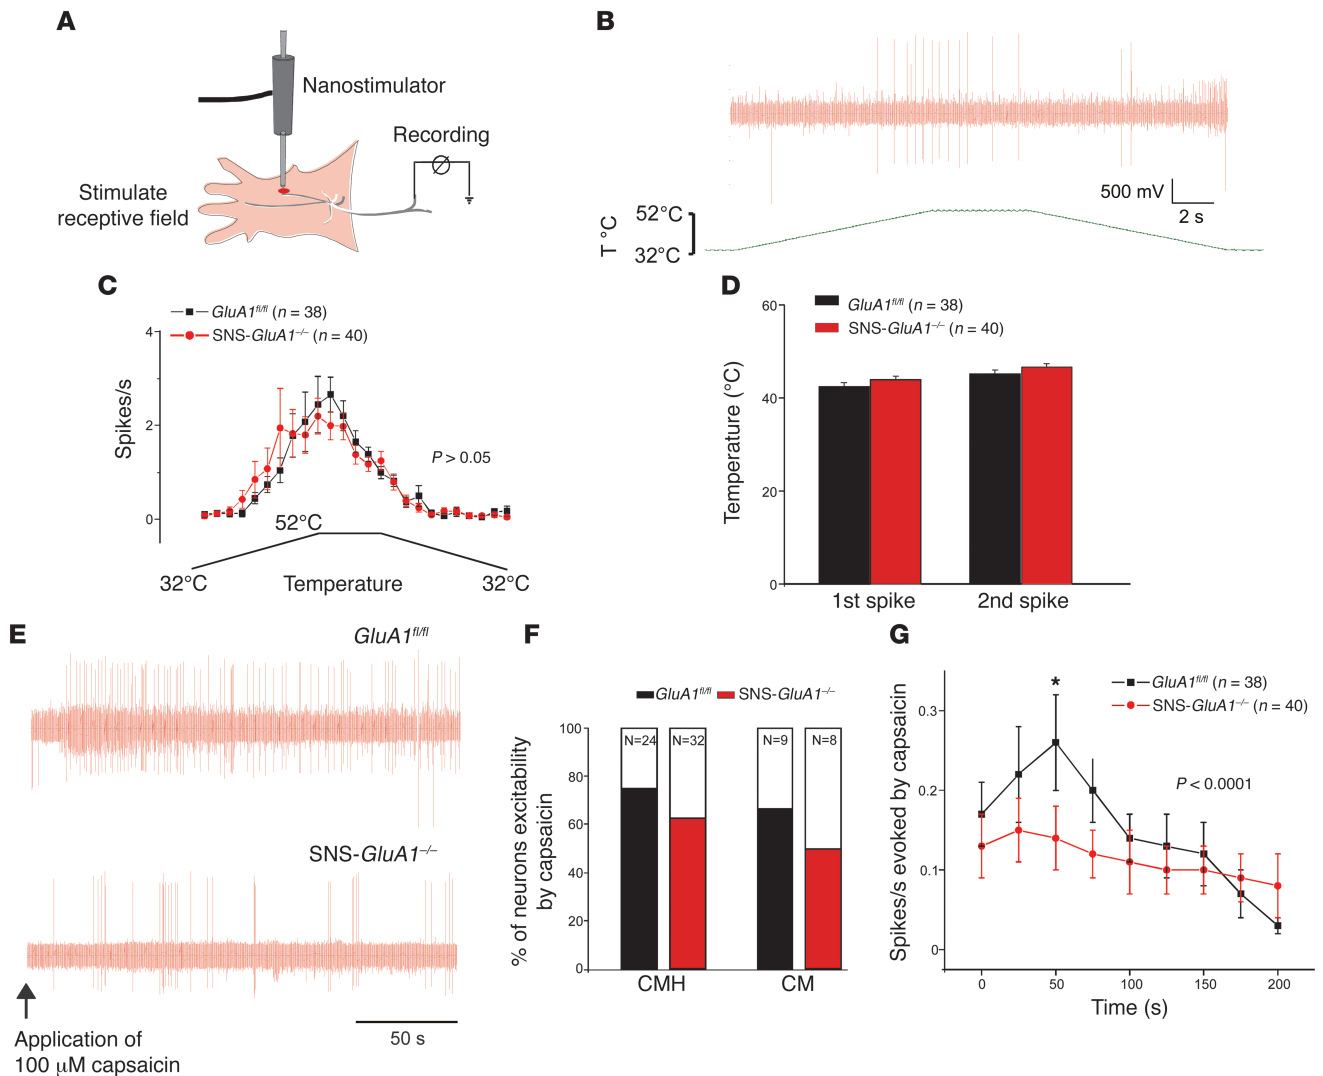 A
Nanostimulator
Recording
Stimulate
receptive field
B
500 mV
2 s
T °C
52°C
32°C
C
GluA1fl/fl (n = 38)
SNS-GluA1–/– (n = 40)
Spikes/s
4
2
0
P > 0.05
52°C
32°C
Temperature
32°C
D
GluA1fl/fl (n = 38)
SNS-GluA1–/– (n = 40)
Temperature (°C)
60
40
20
0
1st spike
2nd spike
E
GluA1fl/fl
SNS-GluA1–/–
Application of
100 μM capsaicin
50 s
F
GluA1fl/fl
SNS-GluA1–/–
% of neurons excitability
by capsaicin
100
80
60
40
20
0
N=24
N=32
N=9
N=8
CMH
CM
G
GluA1fl/fl (n = 38)
SNS-GluA1–/– (n = 40)
*
P < 0.0001
Spikes/s evoked by capsaicin
0.3
0.2
0.1
0
0
50
100
150
200
Time (s)